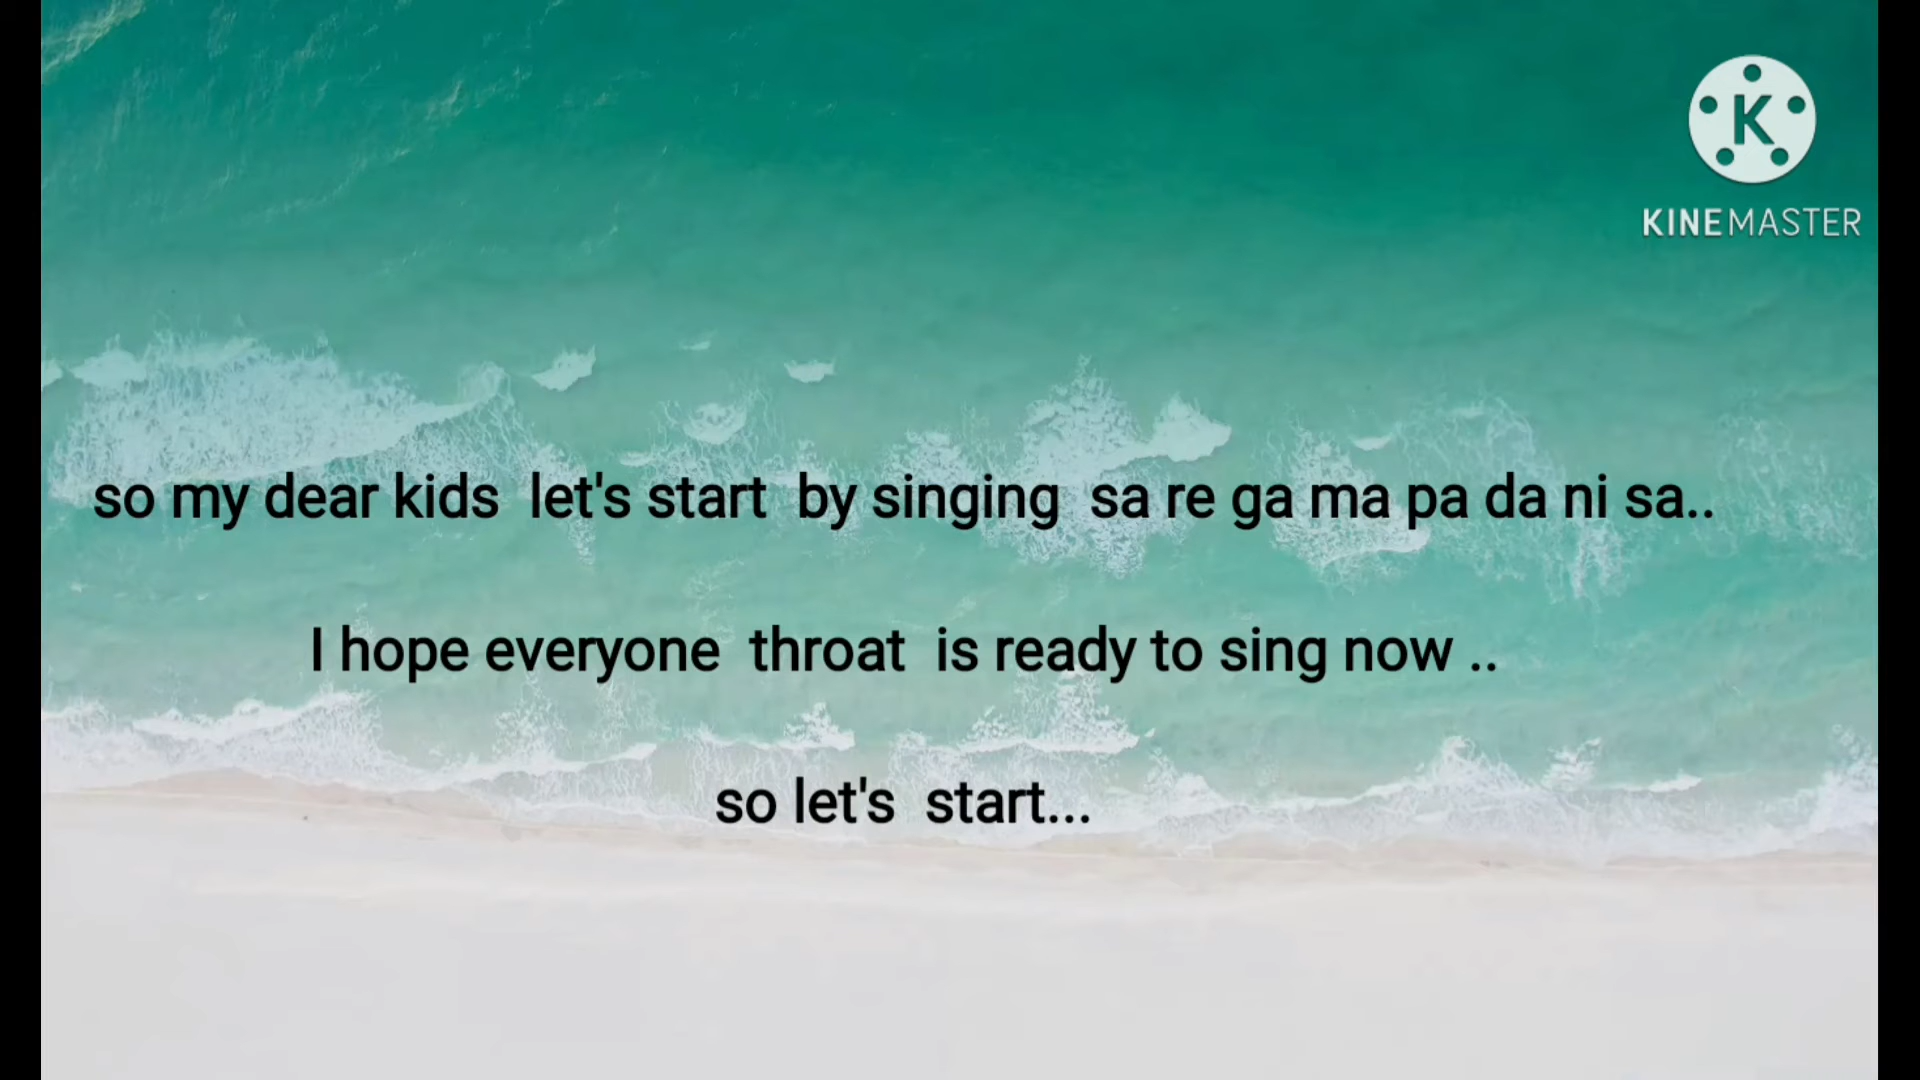 K
KINEMASTER
so my dear kids let's start by singing sa re ga ma pa da ni sa..
I hope everyone throat is ready to sing now ..
so let's start...